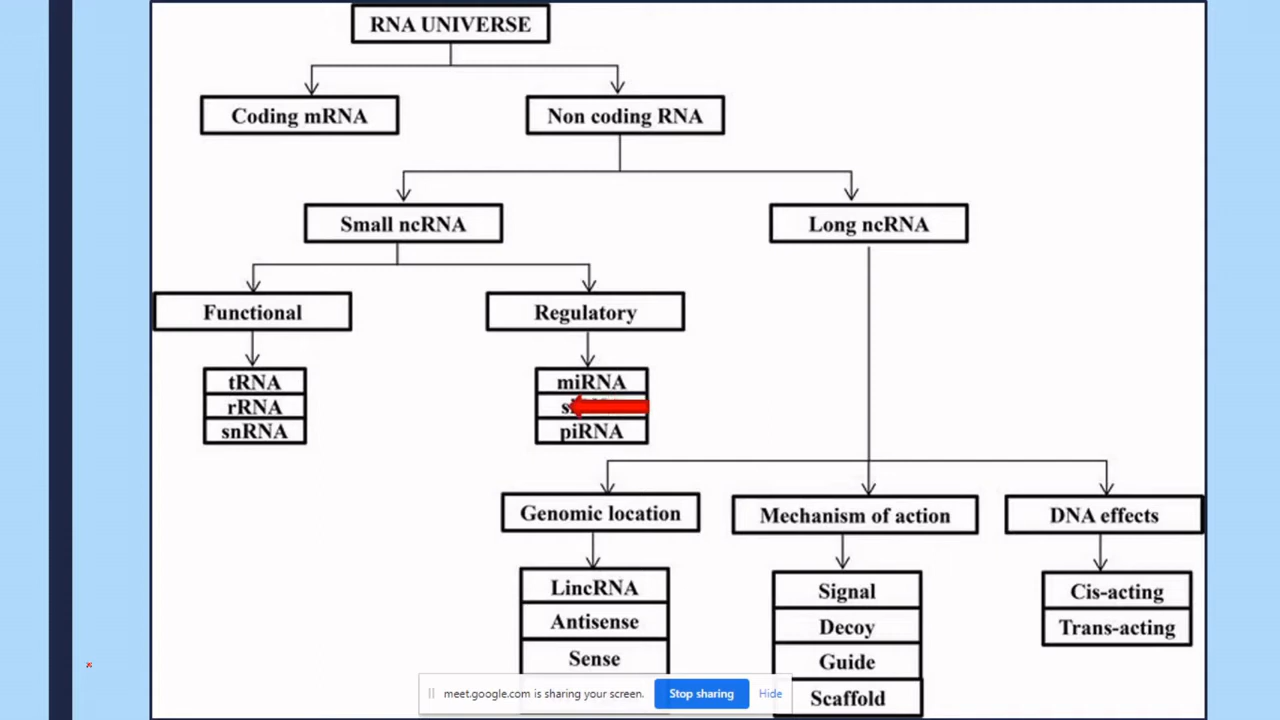 RNA UNIVERSE
Coding mRNA
Non coding RNA
Small ncRNA
Long ncRNA
Functional
Regulatory
tRNA
rRNA
snRNA
miRNA
piRNA
Genomic location
Mechanism of action
DNA effects
LincRNA
Antisense
Sense
Signal
Decoy
Guide
Scaffold
Cis-acting
Trans-acting
meet.google.com is sharing your screen.
Stop sharing
Hide